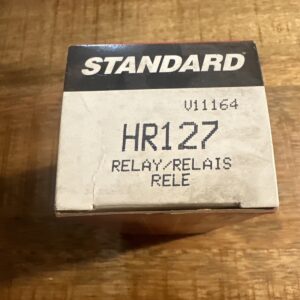 STANDARD
V11164
HR127
RELAY/RELAIS
RELE